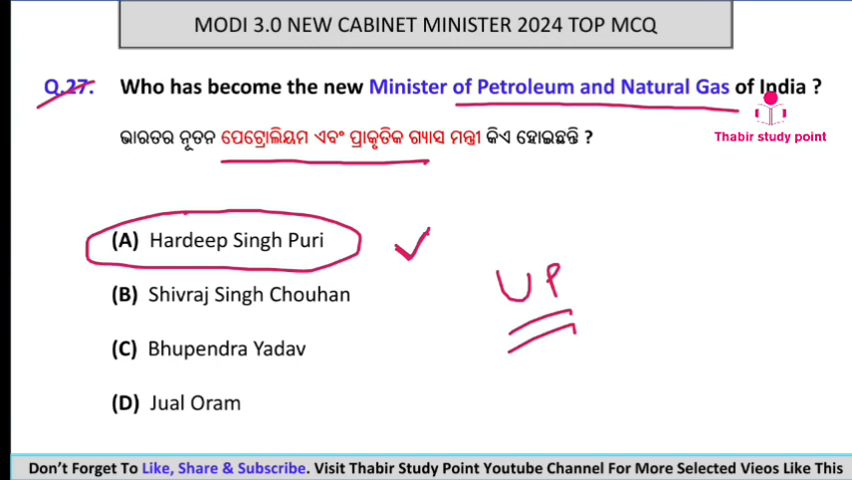 MODI 3.0 NEW CABINET MINISTER 2024 TOP MCQ
Q.27. Who has become the new Minister of Petroleum and Natural Gas of India ?
ଭାରତର ନୂତନ ପେଟ୍ରୋଲିୟମ ଏବଂ ପ୍ରାକୃତିକ ଗ୍ୟାସ ମନ୍ତ୍ରୀ କିଏ ହୋଇଛନ୍ତି ?
Thabir study point
(A) Hardeep Singh Puri
(B) Shivraj Singh Chouhan
UP
(C) Bhupendra Yadav
(D) Jual Oram
Don't Forget To Like, Share & Subscribe. Visit Thabir Study Point Youtube Channel For More Selected Vieos Like This